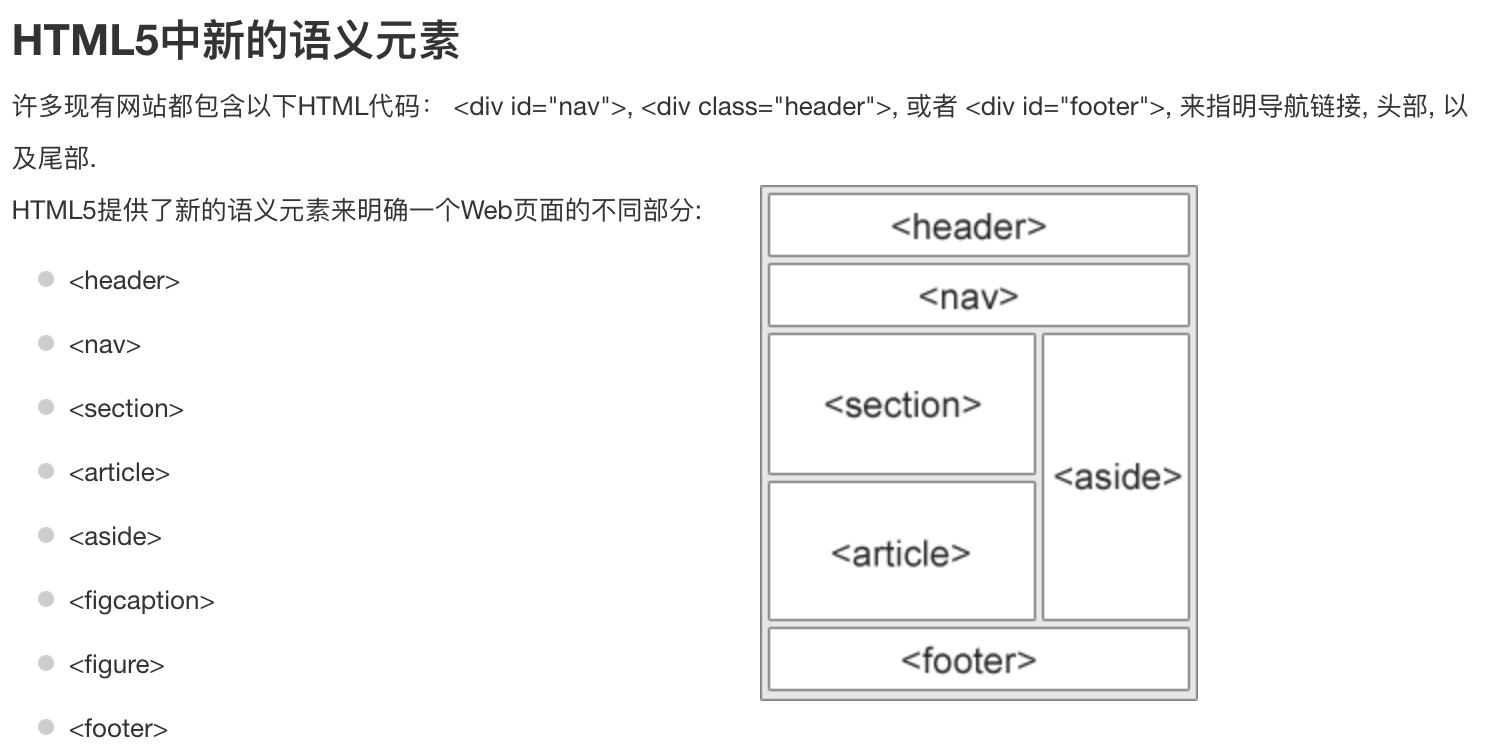 HTML5中新的语义元素
许多现有网站都包含以下HTML代码： <div id="nav">, <div class="header">, 或者 <div id="footer">, 来指明导航链接, 头部, 以
及尾部.
HTML5提供了新的语义元素来明确一个Web页面的不同部分:
<header>
<nav>
<section>
<article>
<aside>
<figcaption>
<figure>
<footer>
<header>
<nav>
<section>
<aside>
<article>
<footer>